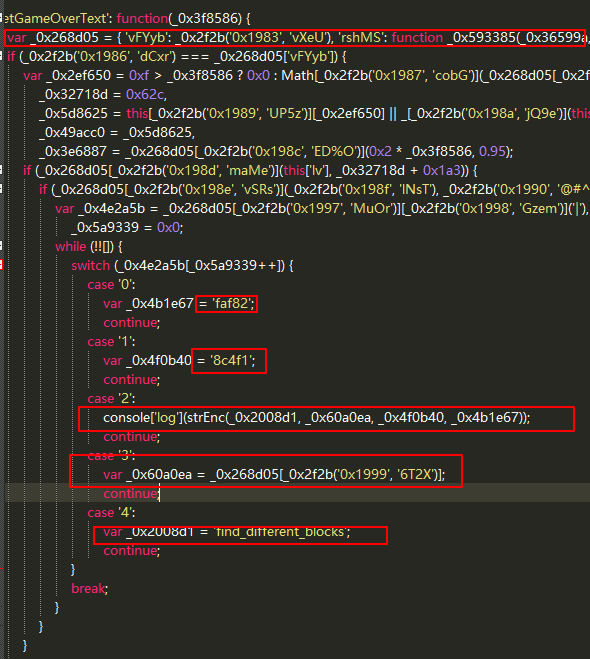 etGameOverText': function(_0x3f8586) {
var _0x268d05 = { 'vFYyb': _0x2f2b('0x1983', 'vXeU'), 'rshMS': function _0x593385(_0x36599a,
if (_0x2f2b('0x1986', 'dCxr') === _0x268d05['vFYyb']) {
var _0x2ef650 = 0xf > _0x3f8586 ? 0x0 : Math[_0x2f2b('0x1987', 'cobG')](_0x268d05[_0x2f
_0x32718d = 0x62c,
_0x5d8625 = this[_0x2f2b('0x1989', 'UP5z')][_0x2ef650] || _[_0x2f2b('0x198a', 'jQ9e')](this
_0x49acc0 = _0x5d8625,
_0x3e6887 = _0x268d05[_0x2f2b('0x198c', 'ED%O')](0x2 * _0x3f8586, 0.95);
if (_0x268d05[_0x2f2b('0x198d', 'maMe')](this['lv'], _0x32718d + 0x1a3)) {
if (_0x268d05[_0x2f2b('0x198e', 'vSRs')](_0x2f2b('0x198f', 'lNsT'), _0x2f2b('0x1990', '@#^
var _0x4e2a5b = _0x268d05[_0x2f2b('0x1997', 'MuOr')][_0x2f2b('0x1998', 'Gzem')]('|'),
_0x5a9339 = 0x0;
while (!![]) {
switch (_0x4e2a5b[_0x5a9339++]) {
case '0':
var _0x4b1e67 = 'faf82';
continue;
case '1':
var _0x4f0b40 = '8c4f1';
continue;
case '2':
console['log'](strEnc(_0x2008d1, _0x60a0ea, _0x4f0b40, _0x4b1e67));
continue;
case '3':
var _0x60a0ea = _0x268d05[_0x2f2b('0x1999', '6T2X')];
continue;
case '4':
var _0x2008d1 = 'find_different_blocks';
continue;
}
break;
}
}
}